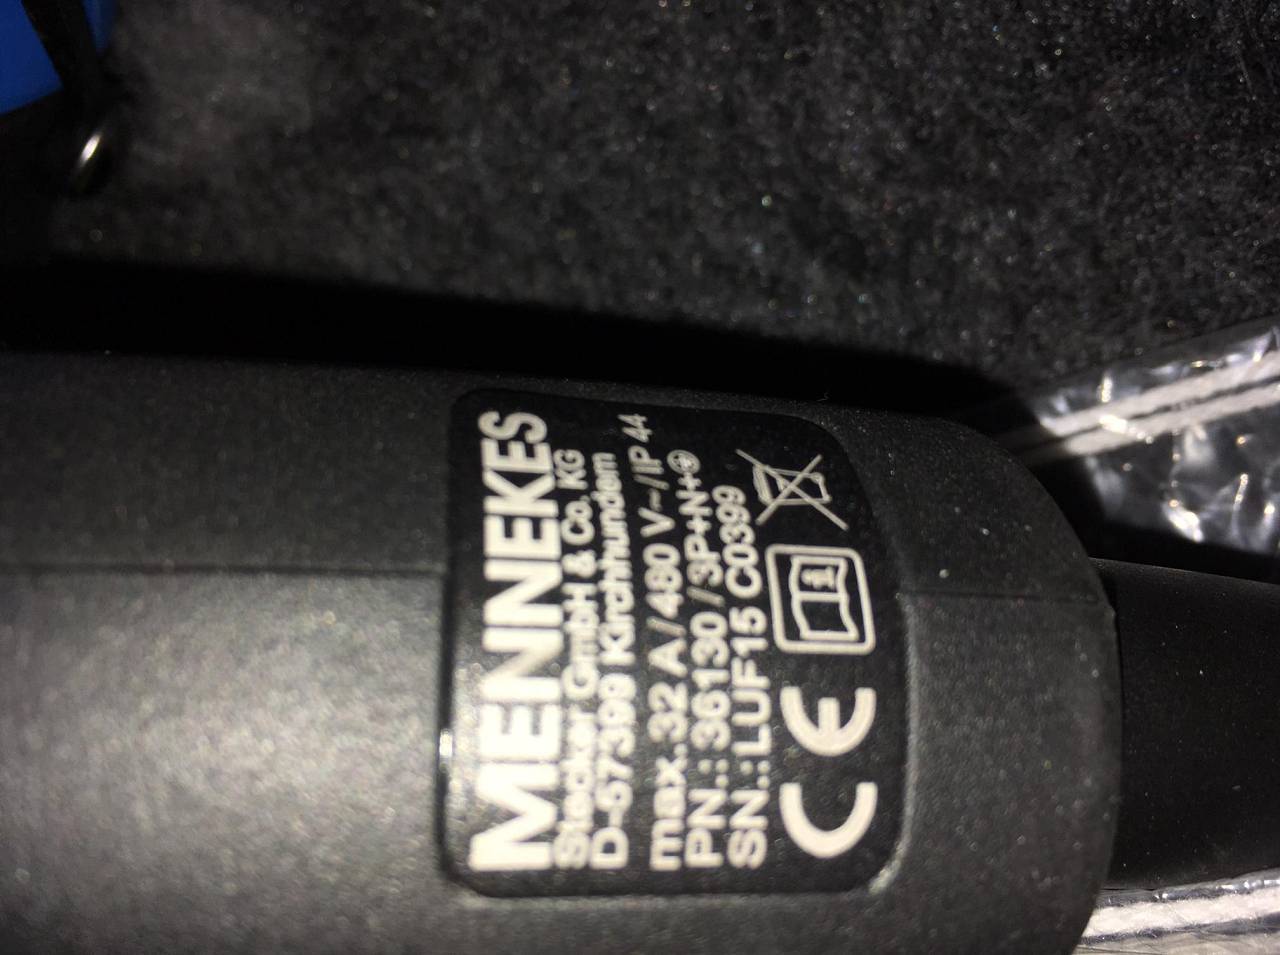 MENNEKES
Stecker GmbH & Co. KG
D-57399 Kirchhundem
max.32 A / 480 V~/IP 44
PN.: 36130 / 3P+N+⏚
SN.:LUF15 C0399
i
CE